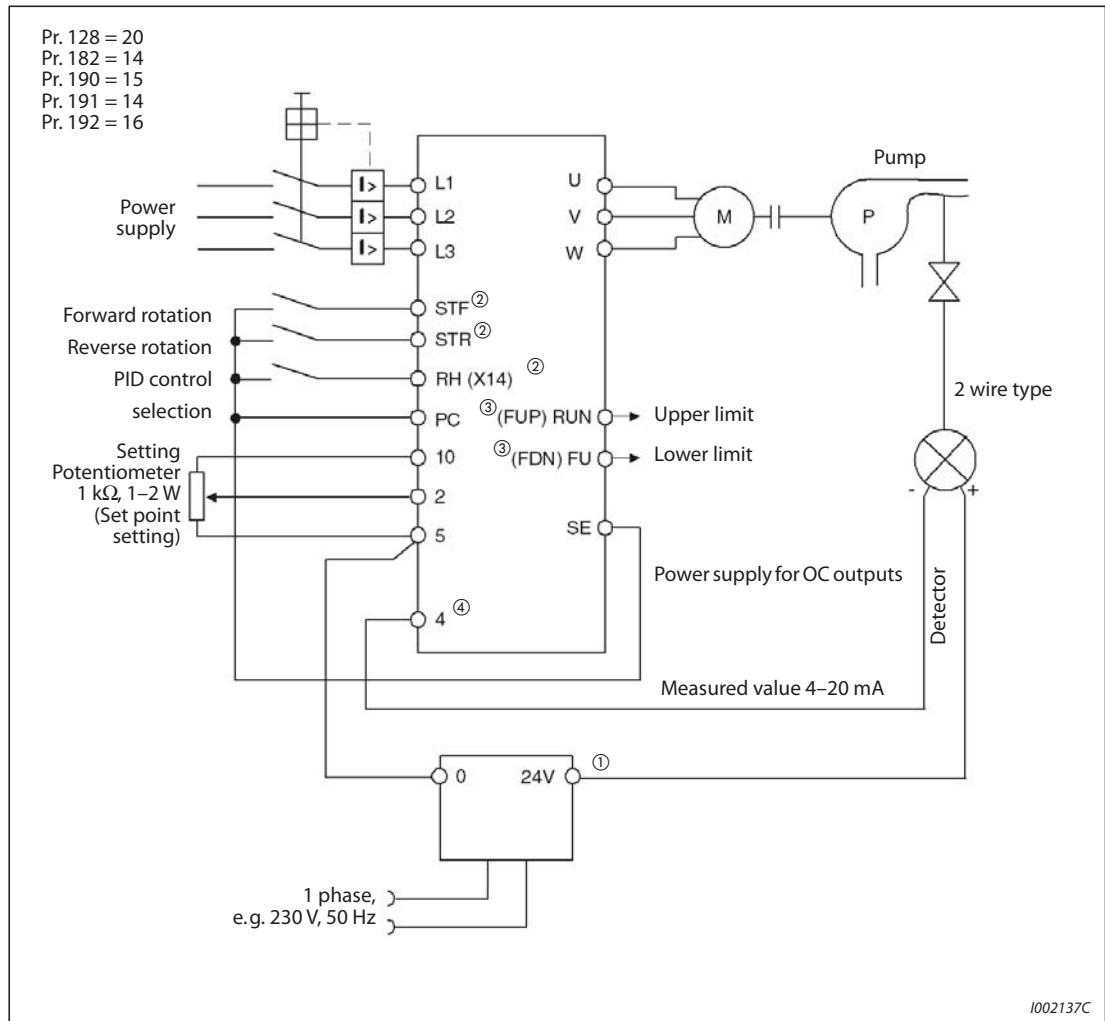 Pr. 128 = 20
Pr. 182 = 14
Pr. 190 = 15
Pr. 191 = 14
Pr. 192 = 16
Power
supply
I>
I>
I>
L1
L2
L3
U
V
W
M
Pump
P
Forward rotation
STF ②
Reverse rotation
STR ②
PID control
selection
RH (X14) ②
PC
③ (FUP) RUN
Upper limit
③ (FDN) FU
Lower limit
2 wire type
Setting
Potentiometer
1 kΩ, 1–2 W
(Set point
setting)
10
2
5
SE
- +
Power supply for OC outputs
Detector
4 ④
Measured value 4–20 mA
0
24V ①
1 phase,
e.g. 230 V, 50 Hz
I002137C